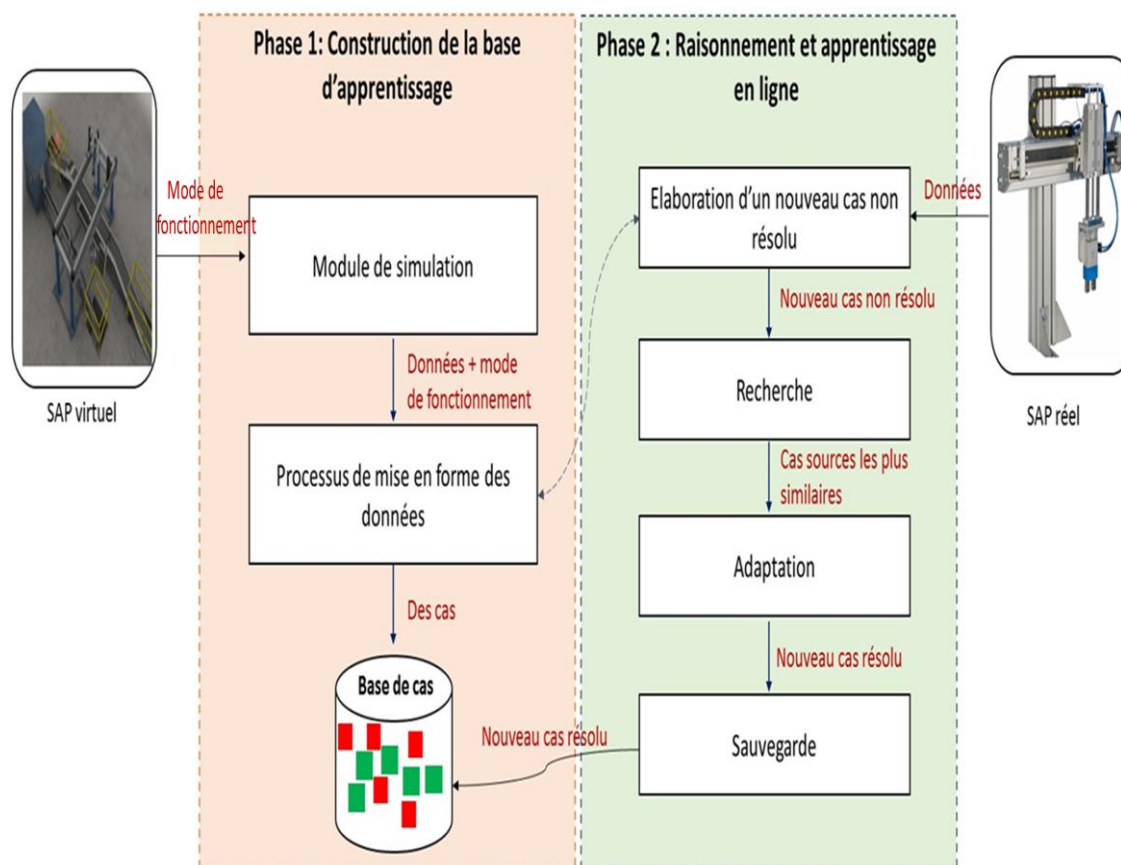 Phase 1: Construction de la base
d'apprentissage
Mode de
fonctionnement
SAP virtuel
Module de simulation
Données + mode
de fonctionnement
Processus de mise en forme des
données
Des cas
Base de cas
Phase 2 : Raisonnement et apprentissage
en ligne
Elaboration d'un nouveau cas non
résolu
Données
SAP réel
Nouveau cas non résolu
Recherche
Cas sources les plus
similaires
Adaptation
Nouveau cas résolu
Sauvegarde
Nouveau cas résolu